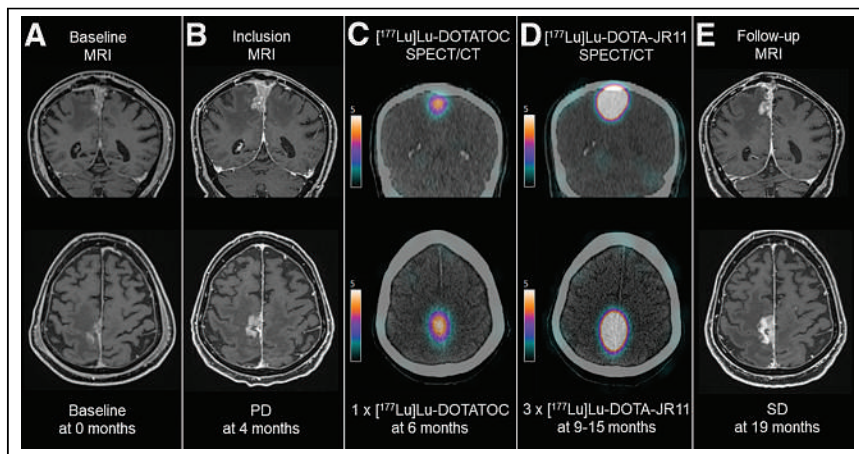 A Baseline MRI
B Inclusion MRI
C [¹⁷⁷Lu]Lu-DOTATOC SPECT/CT
D [¹⁷⁷Lu]Lu-DOTA-JR11 SPECT/CT
E Follow-up MRI
5
5
5
5
Baseline at 0 months
PD at 4 months
1 x [¹⁷⁷Lu]Lu-DOTATOC at 6 months
3 x [¹⁷⁷Lu]Lu-DOTA-JR11 at 9-15 months
SD at 19 months